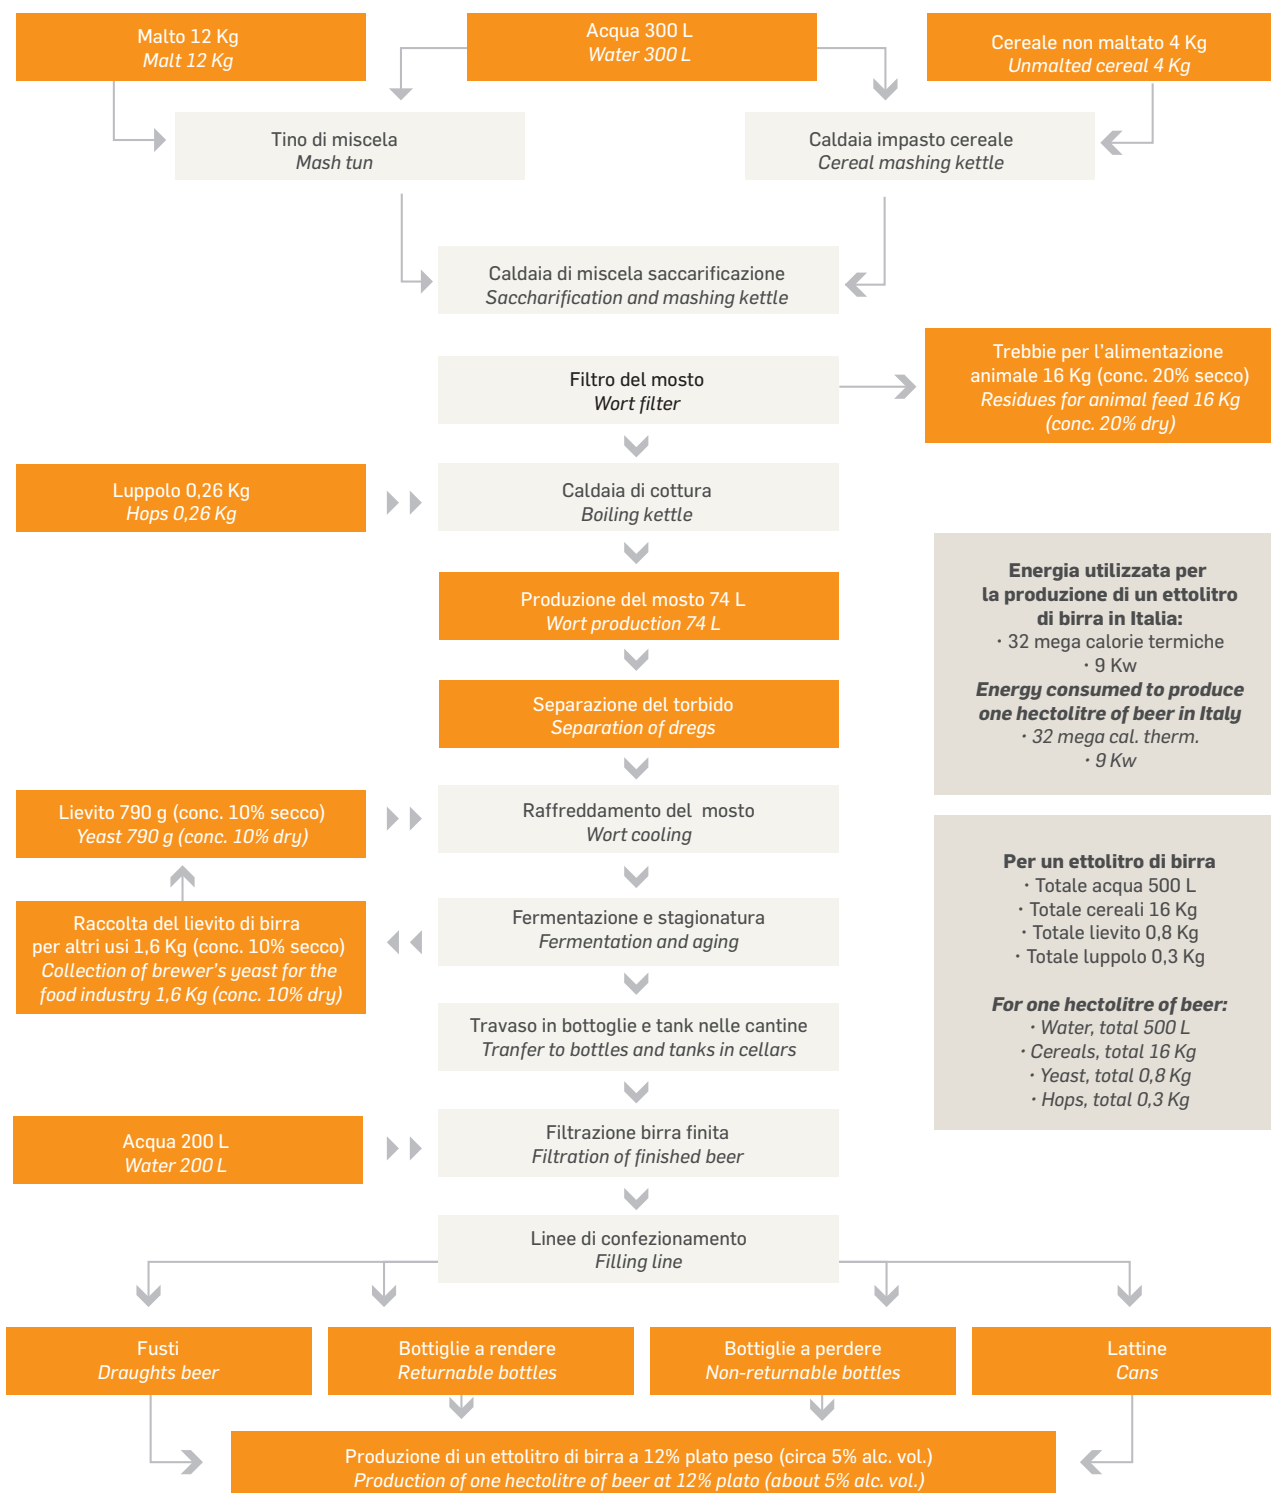 Malto 12 Kg
Malt 12 Kg
Acqua 300 L
Water 300 L
Cereale non maltato 4 Kg
Unmalted cereal 4 Kg
Tino di miscela
Mash tun
Caldaia impasto cereale
Cereal mashing kettle
Caldaia di miscela saccarificazione
Saccharification and mashing kettle
Filtro del mosto
Wort filter
Trebbie per l'alimentazione
animale 16 Kg (conc. 20% secco)
Residues for animal feed 16 Kg
(conc. 20% dry)
Luppolo 0,26 Kg
Hops 0,26 Kg
Caldaia di cottura
Boiling kettle
Produzione del mosto 74 L
Wort production 74 L
Separazione del torbido
Separation of dregs
Energia utilizzata per
la produzione di un ettolitro
di birra in Italia:
· 32 mega calorie termiche
· 9 Kw
Energy consumed to produce
one hectolitre of beer in Italy
· 32 mega cal. therm.
· 9 Kw
Lievito 790 g (conc. 10% secco)
Yeast 790 g (conc. 10% dry)
Raffreddamento del mosto
Wort cooling
Raccolta del lievito di birra
per altri usi 1,6 Kg (conc. 10% secco)
Collection of brewer's yeast for the
food industry 1,6 Kg (conc. 10% dry)
Fermentazione e stagionatura
Fermentation and aging
Per un ettolitro di birra
· Totale acqua 500 L
· Totale cereali 16 Kg
· Totale lievito 0,8 Kg
· Totale luppolo 0,3 Kg
For one hectolitre of beer:
· Water, total 500 L
· Cereals, total 16 Kg
· Yeast, total 0,8 Kg
· Hops, total 0,3 Kg
Travaso in bottoglie e tank nelle cantine
Tranfer to bottles and tanks in cellars
Acqua 200 L
Water 200 L
Filtrazione birra finita
Filtration of finished beer
Linee di confezionamento
Filling line
Fusti
Draughts beer
Bottiglie a rendere
Returnable bottles
Bottiglie a perdere
Non-returnable bottles
Lattine
Cans
Produzione di un ettolitro di birra a 12% plato peso (circa 5% alc. vol.)
Production of one hectolitre of beer at 12% plato (about 5% alc. vol.)